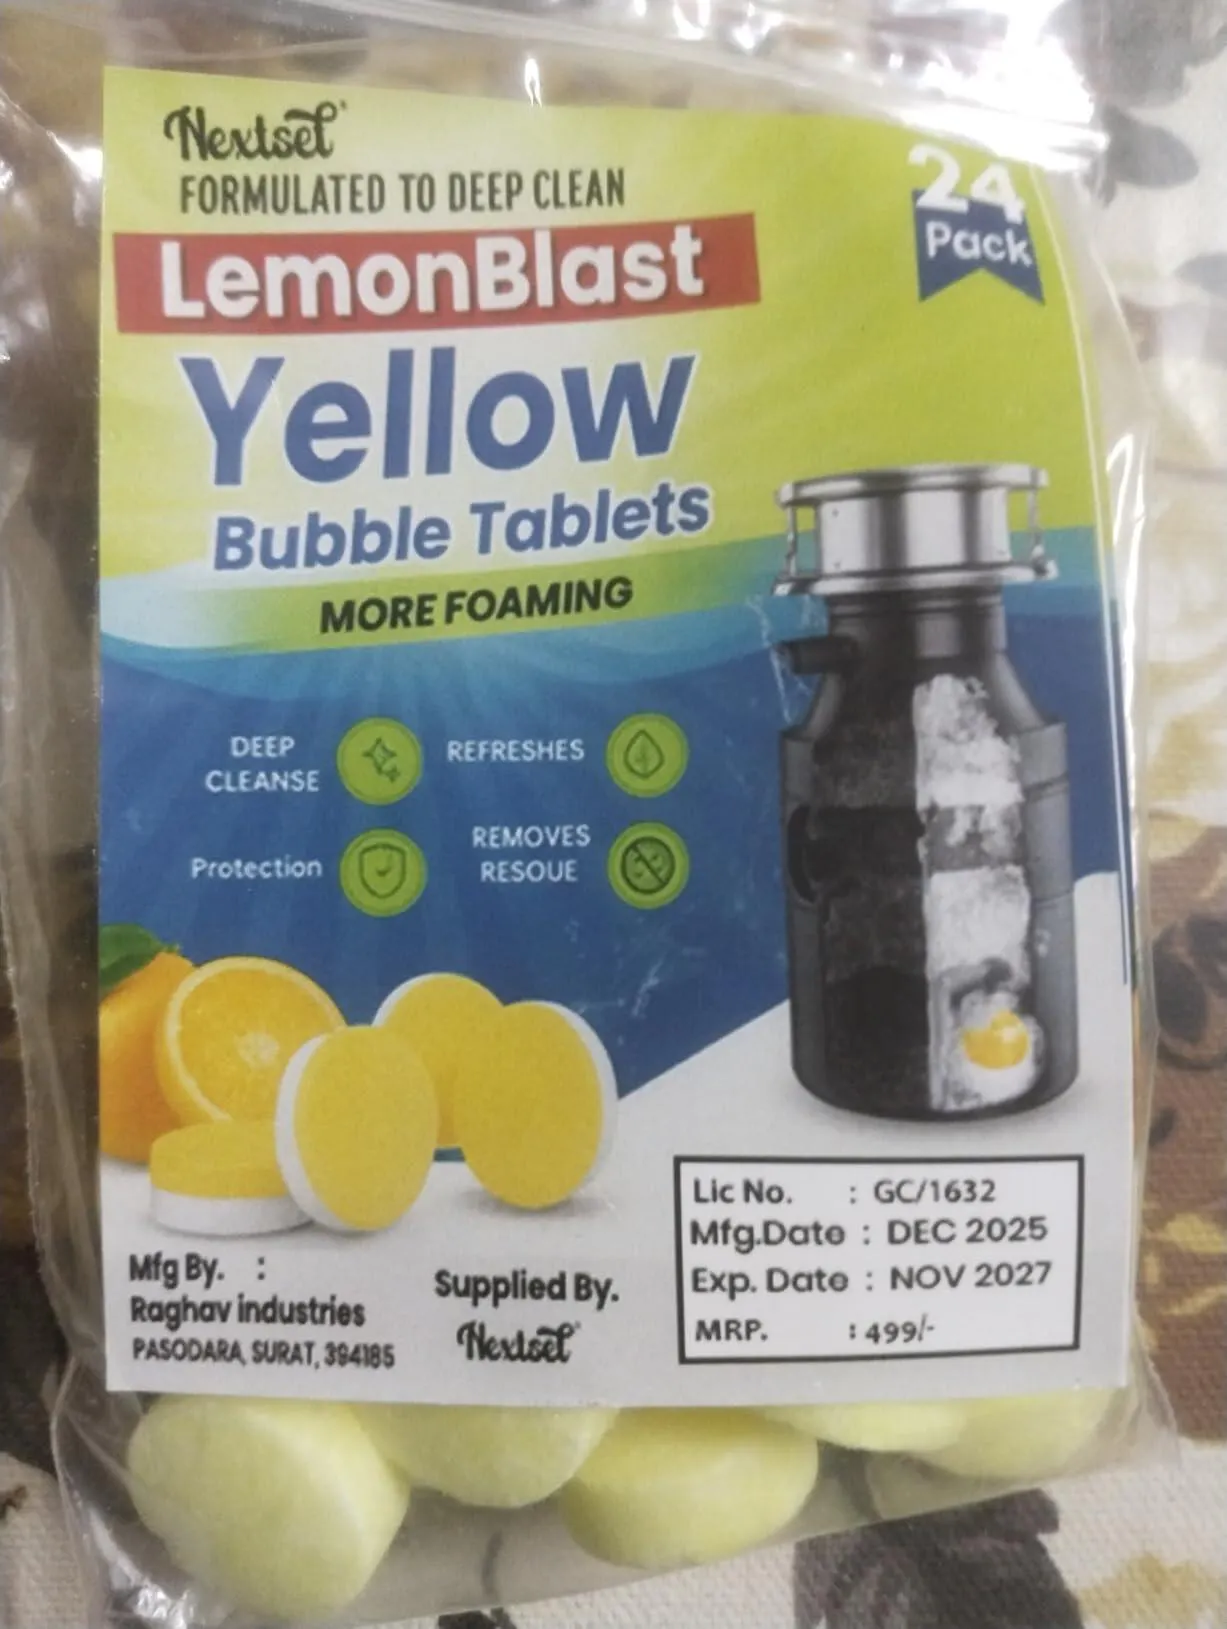 Nextset
FORMULATED TO DEEP CLEAN
24
Pack
LemonBlast
Yellow
Bubble Tablets
MORE FOAMING
DEEP
CLEANSE
REFRESHES
Protection
REMOVES
RESOUE
Mfg By. :
Raghav industries
PASODARA, SURAT, 394185
Supplied By.
Nextset
Lic No. : GC/1632
Mfg.Date : DEC 2025
Exp. Date : NOV 2027
MRP. : 499/-